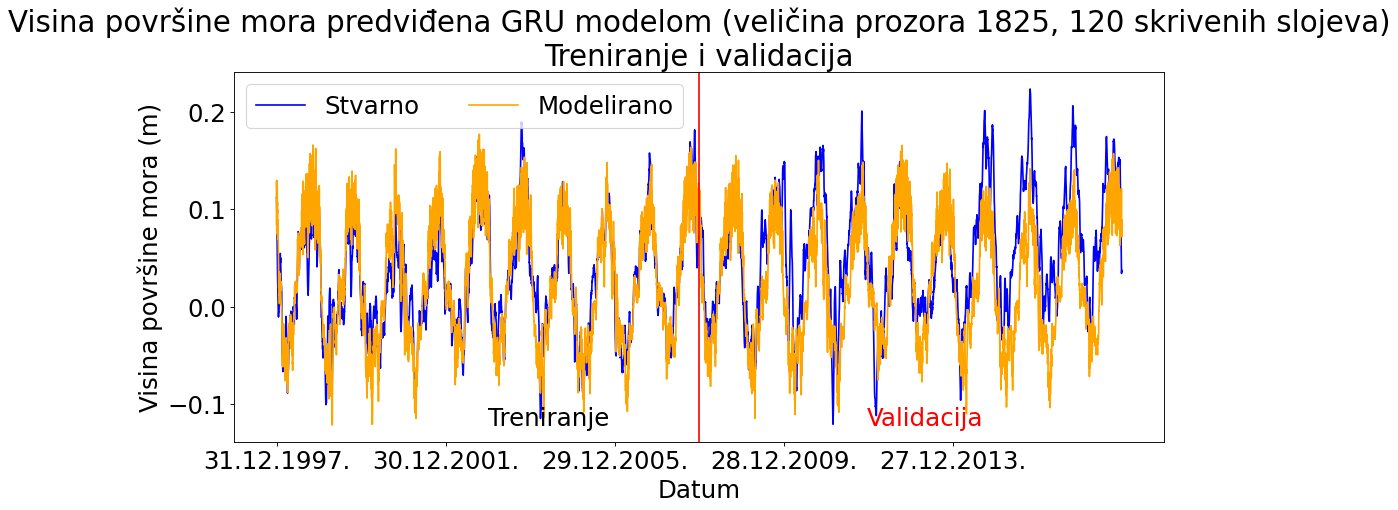 Visina površine mora predviđena GRU modelom (veličina prozora 1825, 120 skrivenih slojeva)
Treniranje i validacija
Stvarno
Modelirano
Visina površine mora (m)
0.2
0.1
0.0
−0.1
Treniranje
Validacija
31.12.1997.
30.12.2001.
29.12.2005.
28.12.2009.
27.12.2013.
Datum